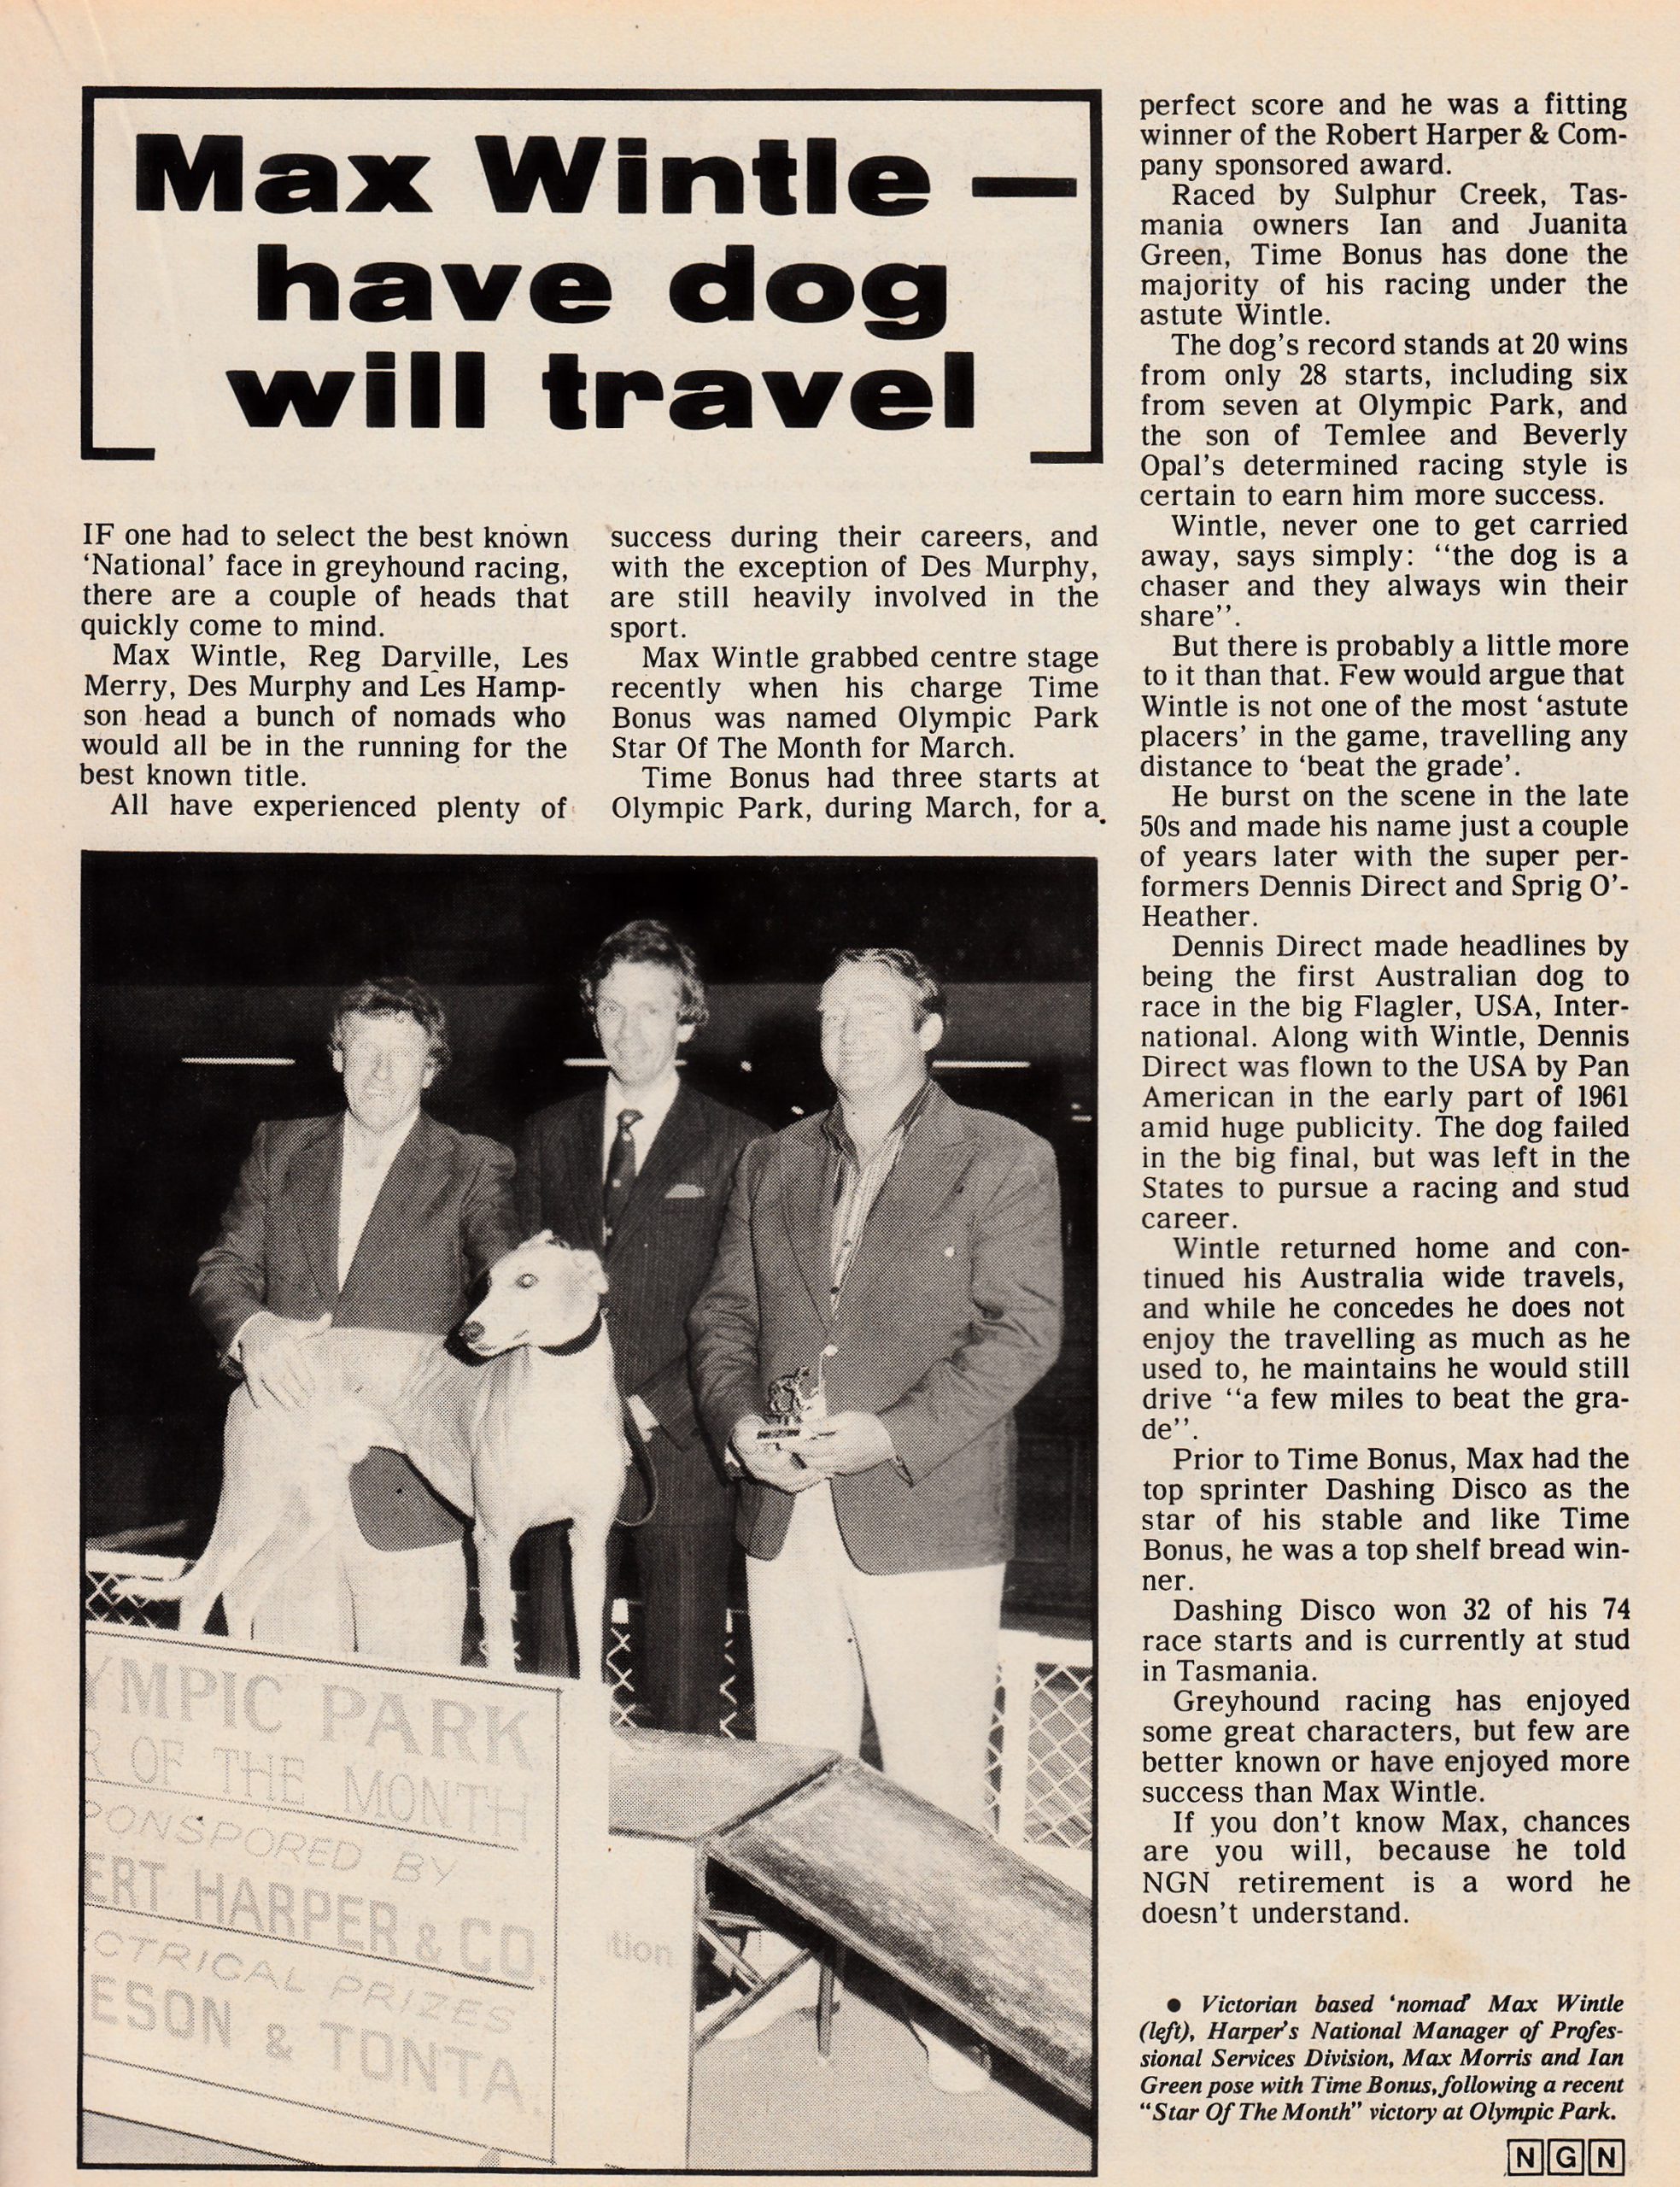 Max Wintle —
have dog
will travel
IF one had to select the best known
‘National’ face in greyhound racing,
there are a couple of heads that
quickly come to mind.
Max Wintle, Reg Darville, Les
Merry, Des Murphy and Les Hamp-
son head a bunch of nomads who
would all be in the running for the
best known title.
All have experienced plenty of
success during their careers, and
with the exception of Des Murphy,
are still heavily involved in the
sport.
Max Wintle grabbed centre stage
recently when his charge Time
Bonus was named Olympic Park
Star Of The Month for March.
Time Bonus had three starts at
Olympic Park, during March, for a
perfect score and he was a fitting
winner of the Robert Harper & Com-
pany sponsored award.
Raced by Sulphur Creek, Tas-
mania owners Ian and Juanita
Green, Time Bonus has done the
majority of his racing under the
astute Wintle.
The dog’s record stands at 20 wins
from only 28 starts, including six
from seven at Olympic Park, and
the son of Temlee and Beverly
Opal’s determined racing style is
certain to earn him more success.
Wintle, never one to get carried
away, says simply: ‘‘the dog is a
chaser and they always win their
share’’.
But there is probably a little more
to it than that. Few would argue that
Wintle is not one of the most ‘astute
placers’ in the game, travelling any
distance to ‘beat the grade’.
He burst on the scene in the late
50s and made his name just a couple
of years later with the super per-
formers Dennis Direct and Sprig O’-
Heather.
Dennis Direct made headlines by
being the first Australian dog to
race in the big Flagler, USA, Inter-
national. Along with Wintle, Dennis
Direct was flown to the USA by Pan
American in the early part of 1961
amid huge publicity. The dog failed
in the big final, but was left in the
States to pursue a racing and stud
career.
Wintle returned home and con-
tinued his Australia wide travels,
and while he concedes he does not
enjoy the travelling as much as he
used to, he maintains he would still
drive ‘‘a few miles to beat the gra-
de’’.
Prior to Time Bonus, Max had the
top sprinter Dashing Disco as the
star of his stable and like Time
Bonus, he was a top shelf bread win-
ner.
Dashing Disco won 32 of his 74
race starts and is currently at stud
in Tasmania.
Greyhound racing has enjoyed
some great characters, but few are
better known or have enjoyed more
success than Max Wintle.
If you don’t know Max, chances
are you will, because he told
NGN retirement is a word he
doesn’t understand.
YMPIC PARK
R OF THE MONTH
PONSPORED BY
ERT HARPER & CO.
CTRICAL PRIZES
ESON & TONTA.
tion
● Victorian based ‘nomad’ Max Wintle
(left), Harper’s National Manager of Profes-
sional Services Division, Max Morris and Ian
Green pose with Time Bonus, following a recent
“Star Of The Month” victory at Olympic Park.
NGN